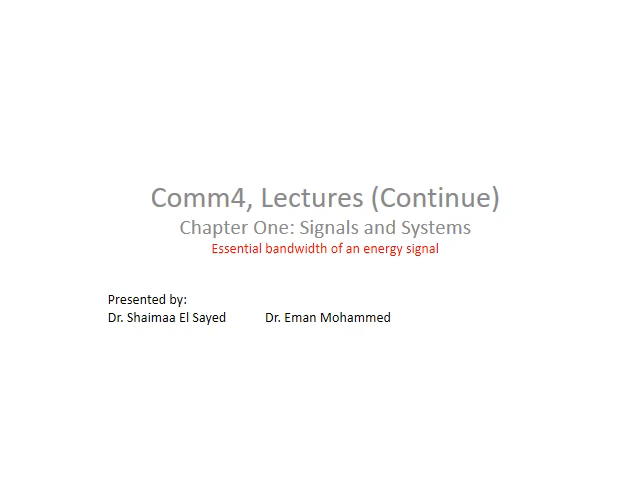 Comm4, Lectures (Continue)
Chapter One: Signals and Systems
Essential bandwidth of an energy signal
Presented by:
Dr. Shaimaa El Sayed Dr. Eman Mohammed